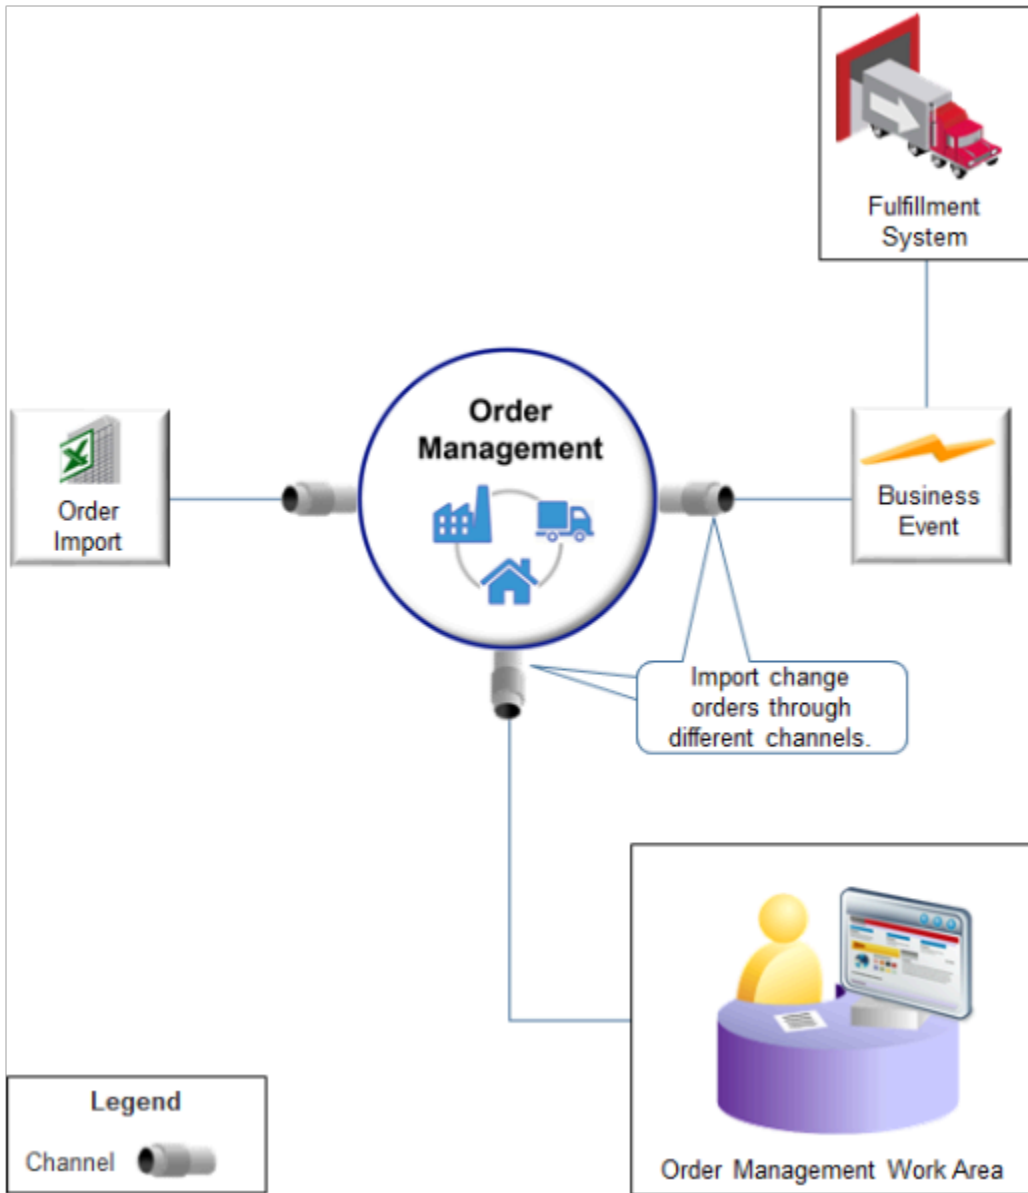 Fulfillment
System
Order
Management
Order
Import
Business
Event
Import change
orders through
different channels.
Legend
Channel
Order Management Work Area